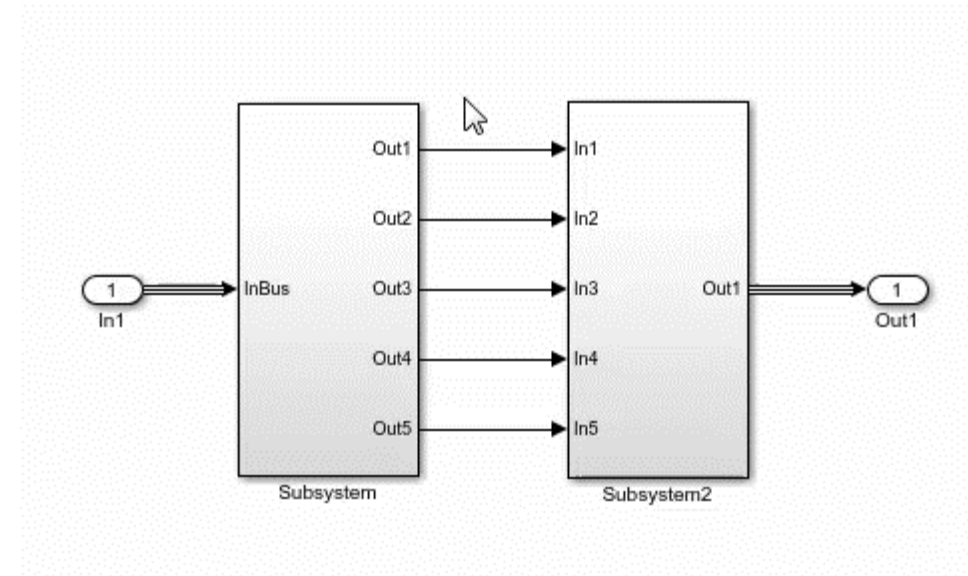 Out1
In1
Out2
In2
1
In1
InBus
Out3
In3
Out1
1
Out1
Out4
In4
Out5
In5
Subsystem
Subsystem2